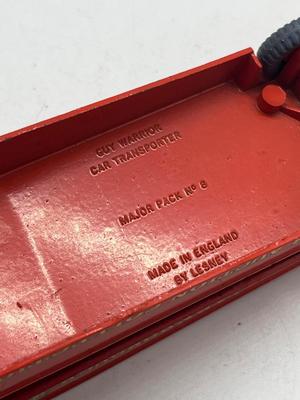 GUY WARRIOR
CAR TRANSPORTER
MAJOR PACK Nº 8
MADE IN ENGLAND
BY LESNEY